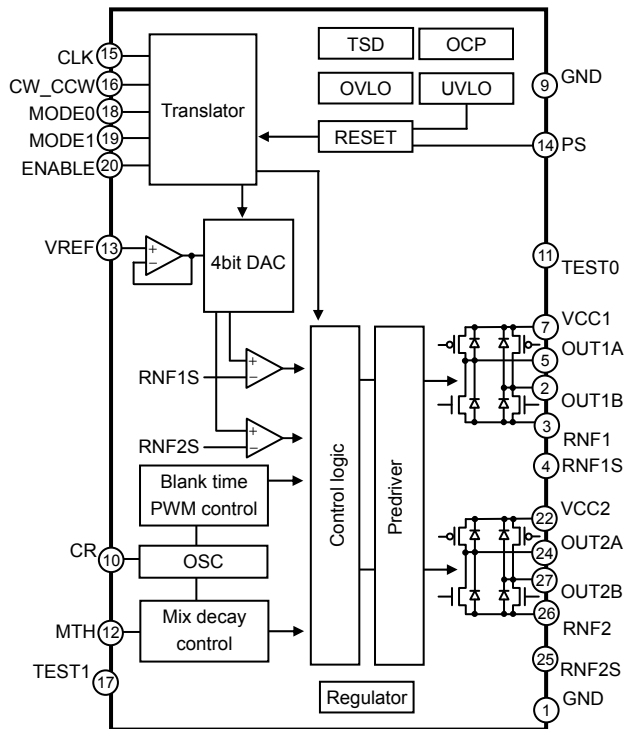 CLK 15
CW_CCW 16
MODE0 18
MODE1 19
ENABLE 20
Translator
TSD
OCP
OVLO
UVLO
RESET
9 GND
14 PS
VREF 13
+
−
4bit DAC
11 TEST0
7 VCC1
5 OUT1A
2 OUT1B
3 RNF1
4 RNF1S
RNF1S
+
−
RNF2S
+
−
Control logic
Predriver
Blank time
PWM control
CR 10
OSC
MTH 12
Mix decay
control
TEST1 17
22 VCC2
24 OUT2A
27 OUT2B
26 RNF2
25 RNF2S
1 GND
Regulator